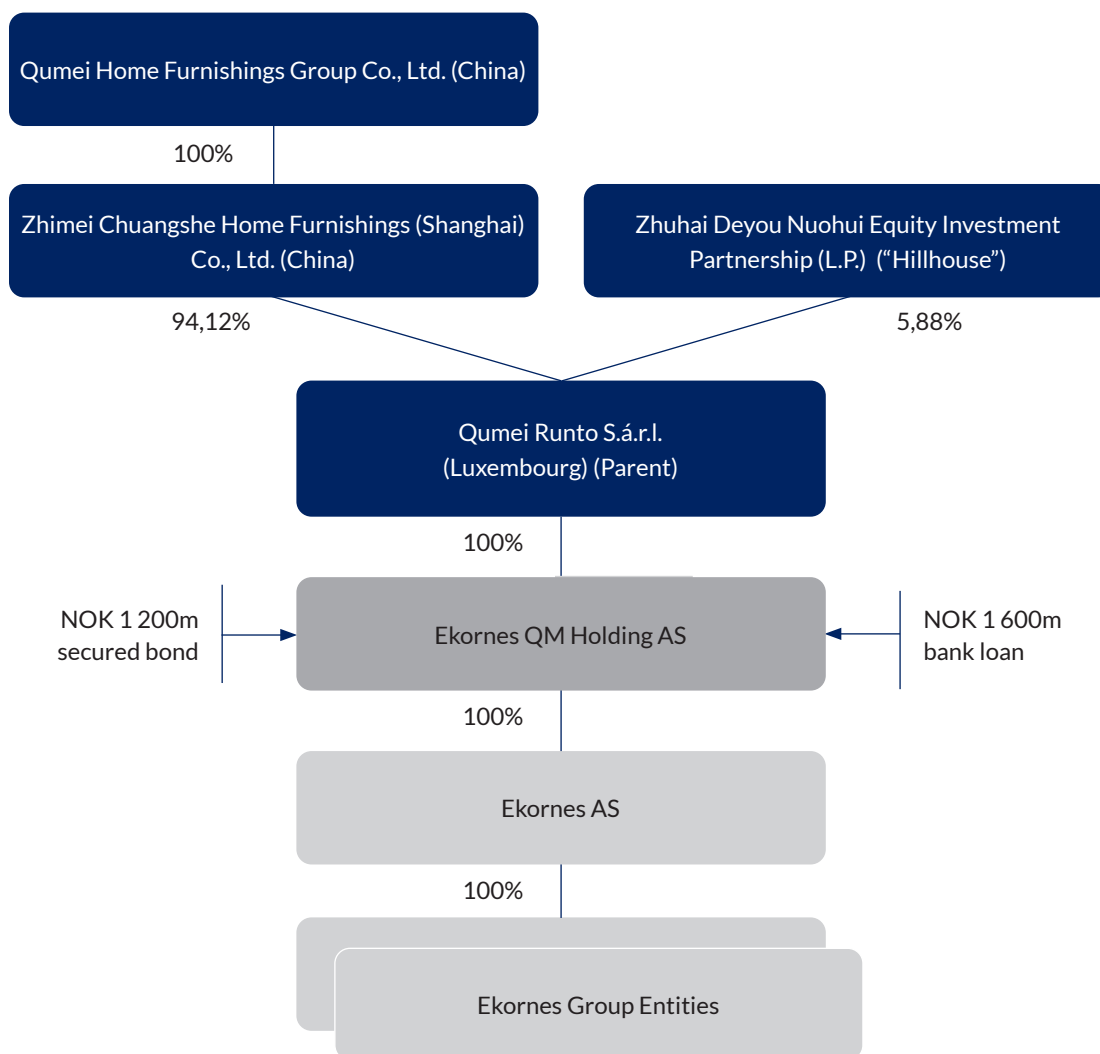 Qumei Home Furnishings Group Co., Ltd. (China)
100%
Zhimei Chuangshe Home Furnishings (Shanghai)
Co., Ltd. (China)
Zhuhai Deyou Nuohui Equity Investment
Partnership (L.P.) (“Hillhouse”)
94,12%
5,88%
Qumei Runto S.á.r.l.
(Luxembourg) (Parent)
100%
NOK 1 200m
secured bond
Ekornes QM Holding AS
NOK 1 600m
bank loan
100%
Ekornes AS
100%
Ekornes Group Entities